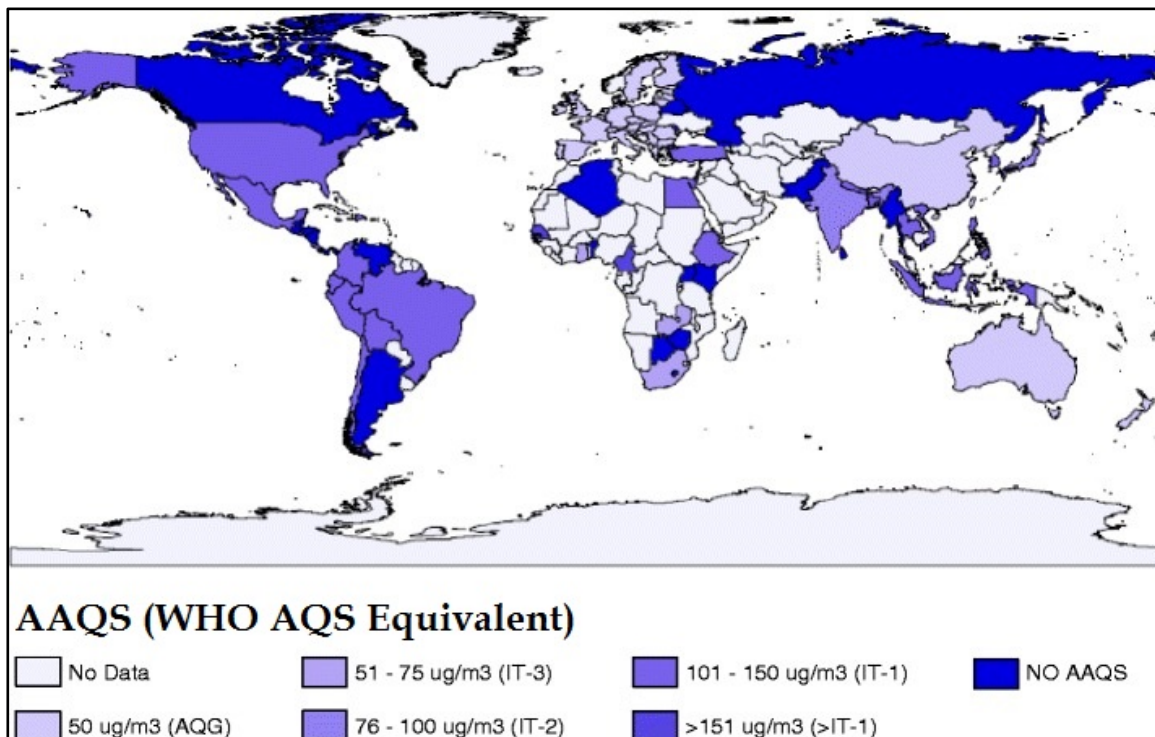 AAQS (WHO AQS Equivalent)
No Data
51 - 75 ug/m3 (IT-3)
101 - 150 ug/m3 (IT-1)
NO AAQS
50 ug/m3 (AQG)
76 - 100 ug/m3 (IT-2)
>151 ug/m3 (>IT-1)